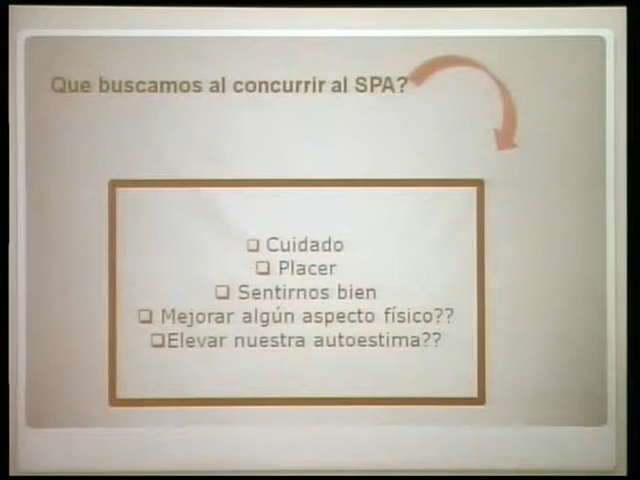 Que buscamos al concurrir al SPA?
❑ Cuidado
❑ Placer
❑ Sentirnos bien
❑ Mejorar algún aspecto físico??
❑Elevar nuestra autoestima??